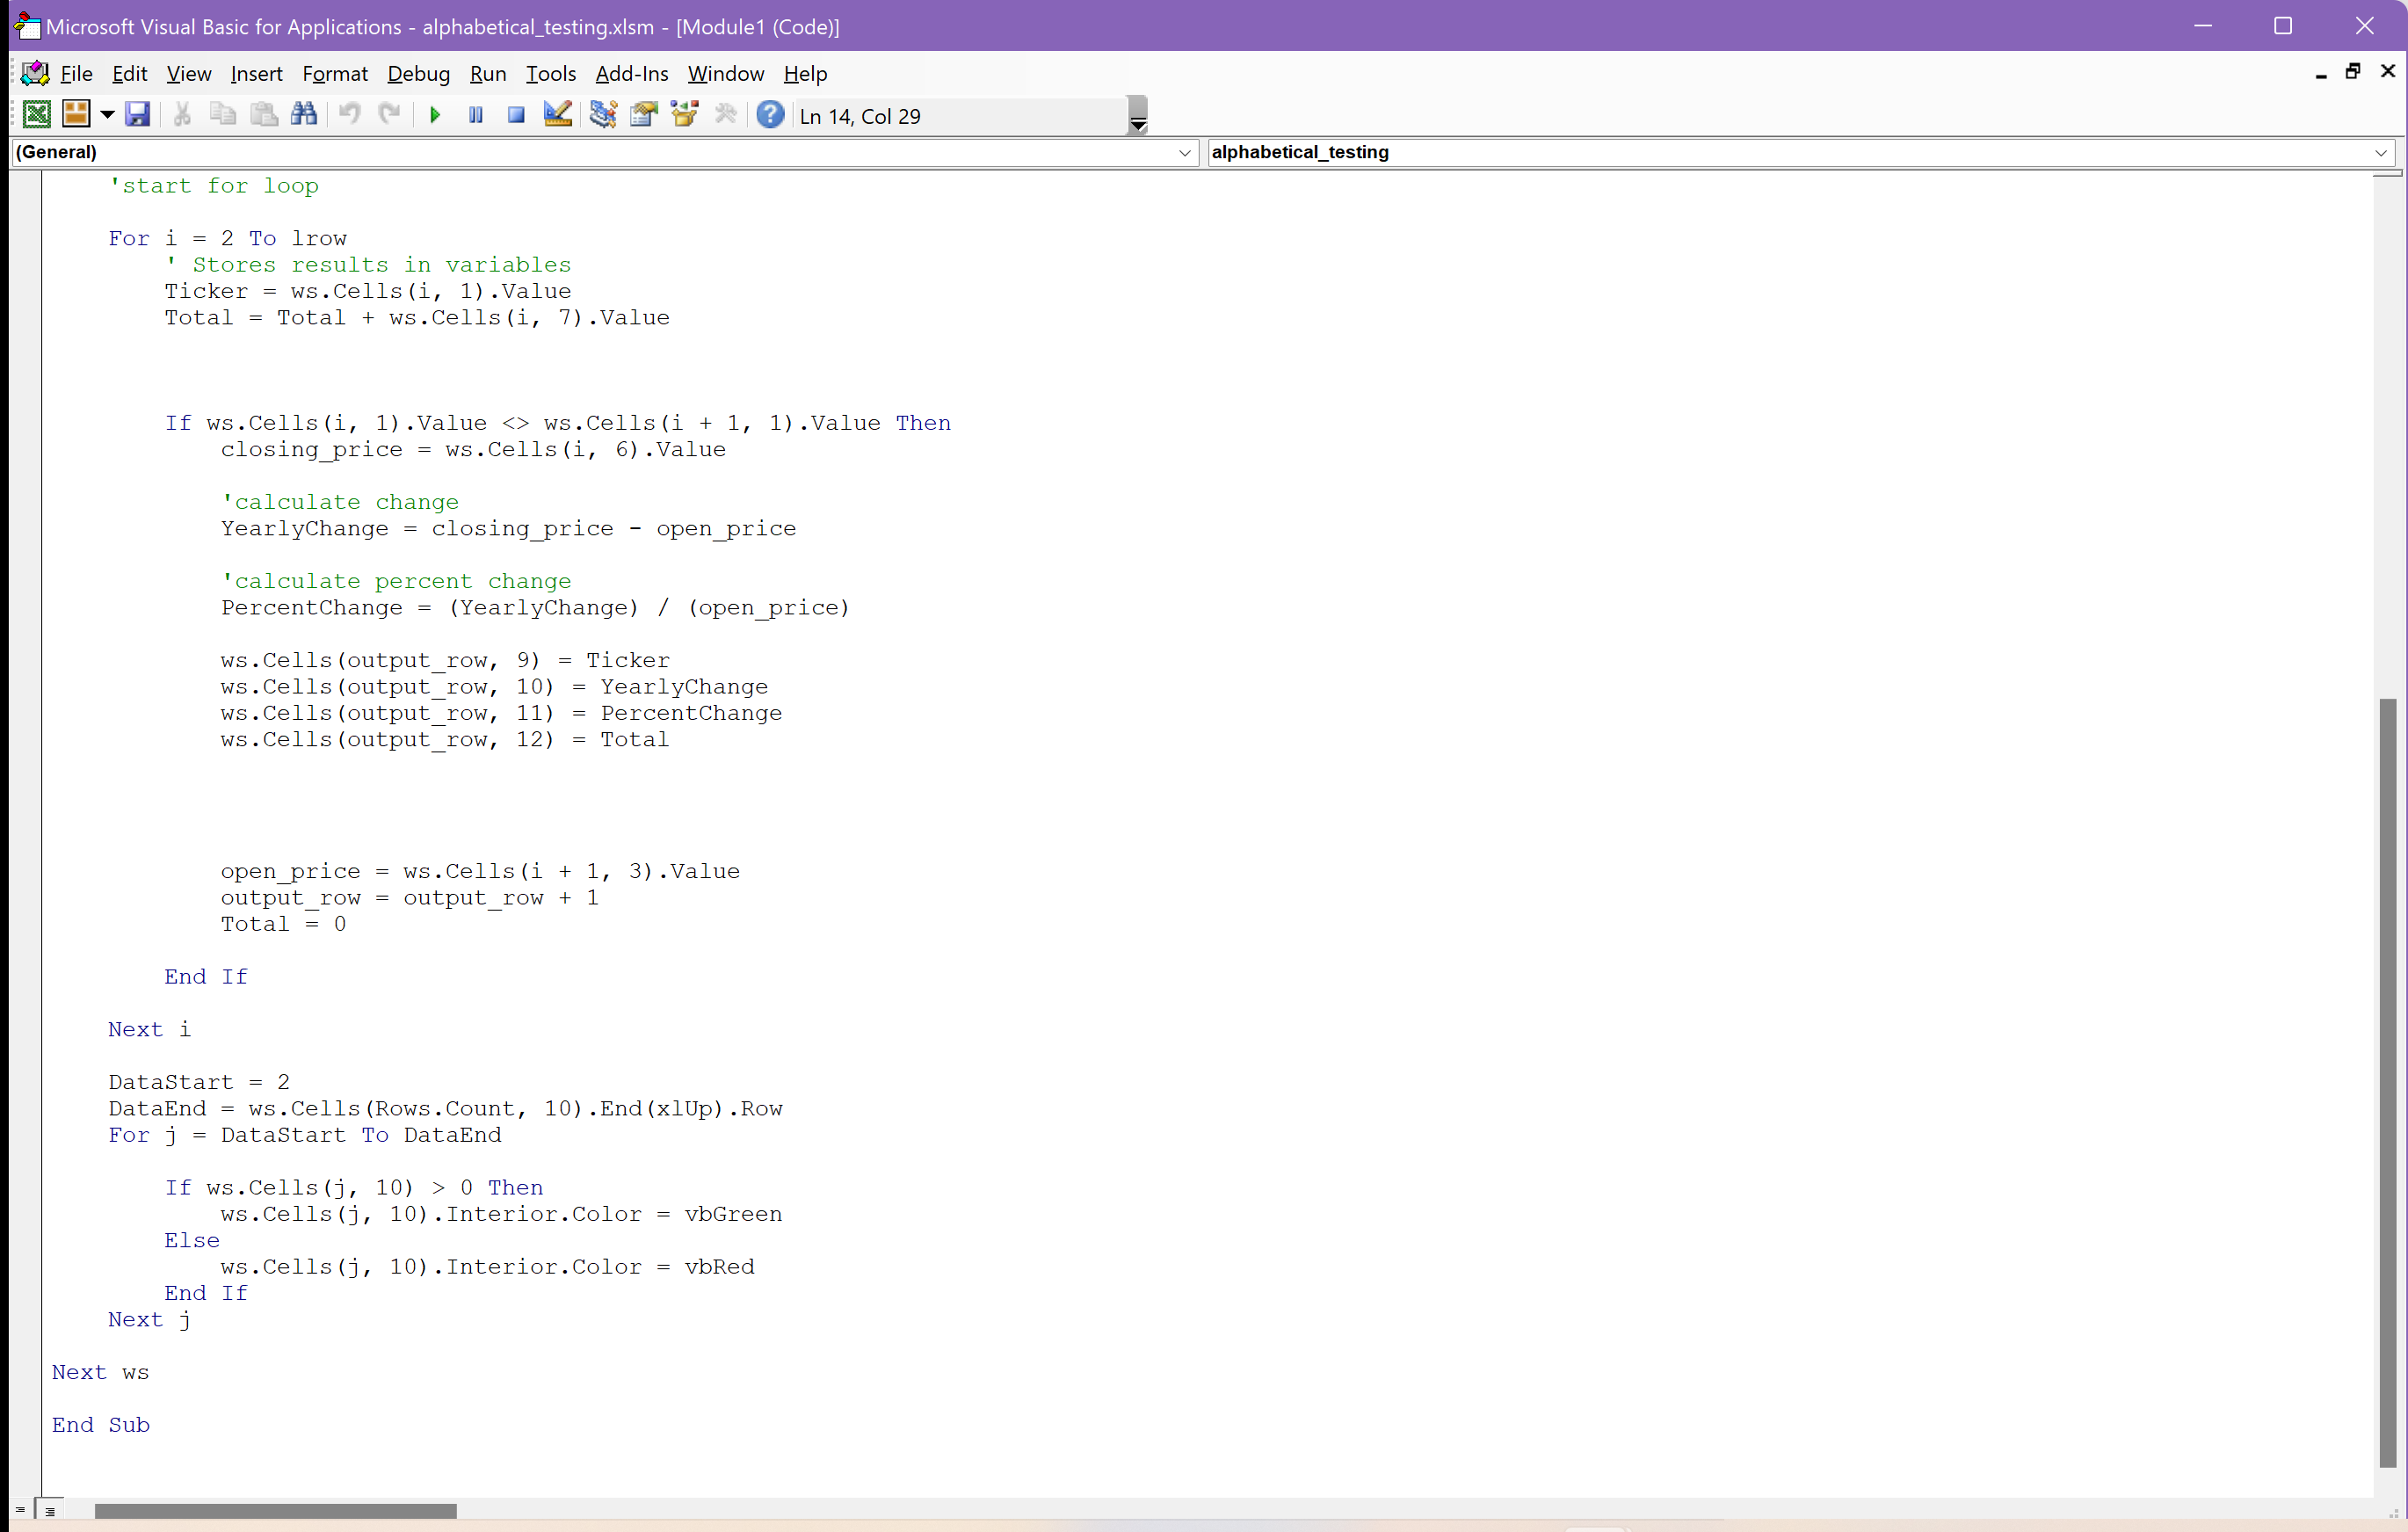 Microsoft Visual Basic for Applications - alphabetical_testing.xlsm - [Module1 (Code)]
File Edit View Insert Format Debug Run Tools Add-Ins Window Help
Ln 14, Col 29
(General) alphabetical_testing
'start for loop
For i = 2 To lrow
' Stores results in variables
Ticker = ws.Cells(i, 1).Value
Total = Total + ws.Cells(i, 7).Value
If ws.Cells(i, 1).Value <> ws.Cells(i + 1, 1).Value Then
closing_price = ws.Cells(i, 6).Value
'calculate change
YearlyChange = closing_price - open_price
'calculate percent change
PercentChange = (YearlyChange) / (open_price)
ws.Cells(output_row, 9) = Ticker
ws.Cells(output_row, 10) = YearlyChange
ws.Cells(output_row, 11) = PercentChange
ws.Cells(output_row, 12) = Total
open_price = ws.Cells(i + 1, 3).Value
output_row = output_row + 1
Total = 0
End If
Next i
DataStart = 2
DataEnd = ws.Cells(Rows.Count, 10).End(xlUp).Row
For j = DataStart To DataEnd
If ws.Cells(j, 10) > 0 Then
ws.Cells(j, 10).Interior.Color = vbGreen
Else
ws.Cells(j, 10).Interior.Color = vbRed
End If
Next j
Next ws
End Sub